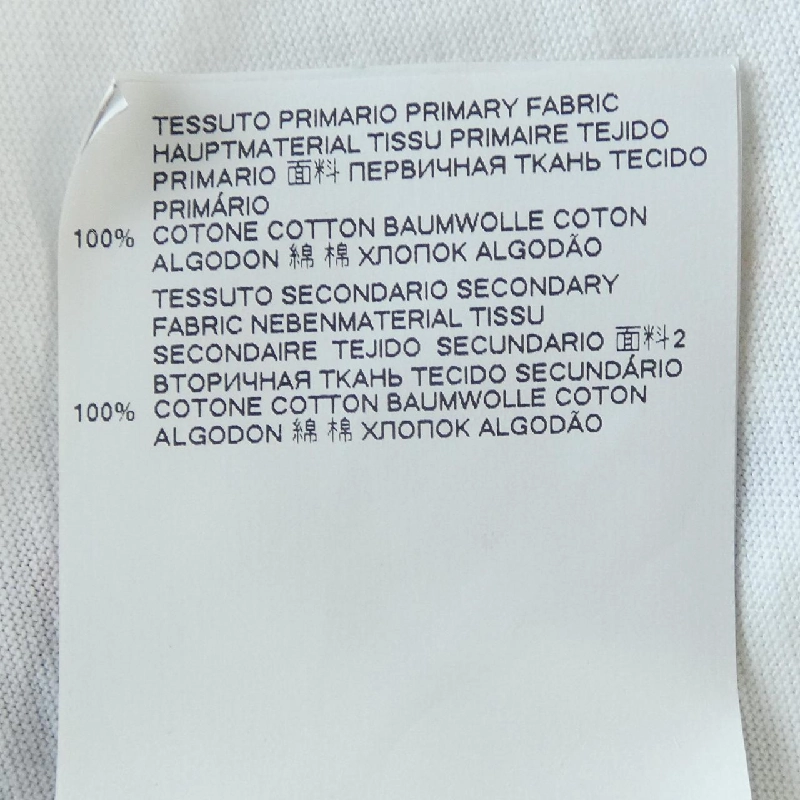 TESSUTO PRIMARIO PRIMARY FABRIC
HAUPTMATERIAL TISSU PRIMAIRE TEJIDO
PRIMARIO 面料 ПЕРВИЧНАЯ ТКАНЬ TECIDO
PRIMÁRIO
100% COTONE COTTON BAUMWOLLE COTON
ALGODON 綿 棉 ХЛОПОК ALGODÃO
TESSUTO SECONDARIO SECONDARY
FABRIC NEBENMATERIAL TISSU
SECONDAIRE TEJIDO SECUNDARIO 面料2
ВТОРИЧНАЯ ТКАНЬ TECIDO SECUNDÁRIO
100% COTONE COTTON BAUMWOLLE COTON
ALGODON 綿 棉 ХЛОПОК ALGODÃO